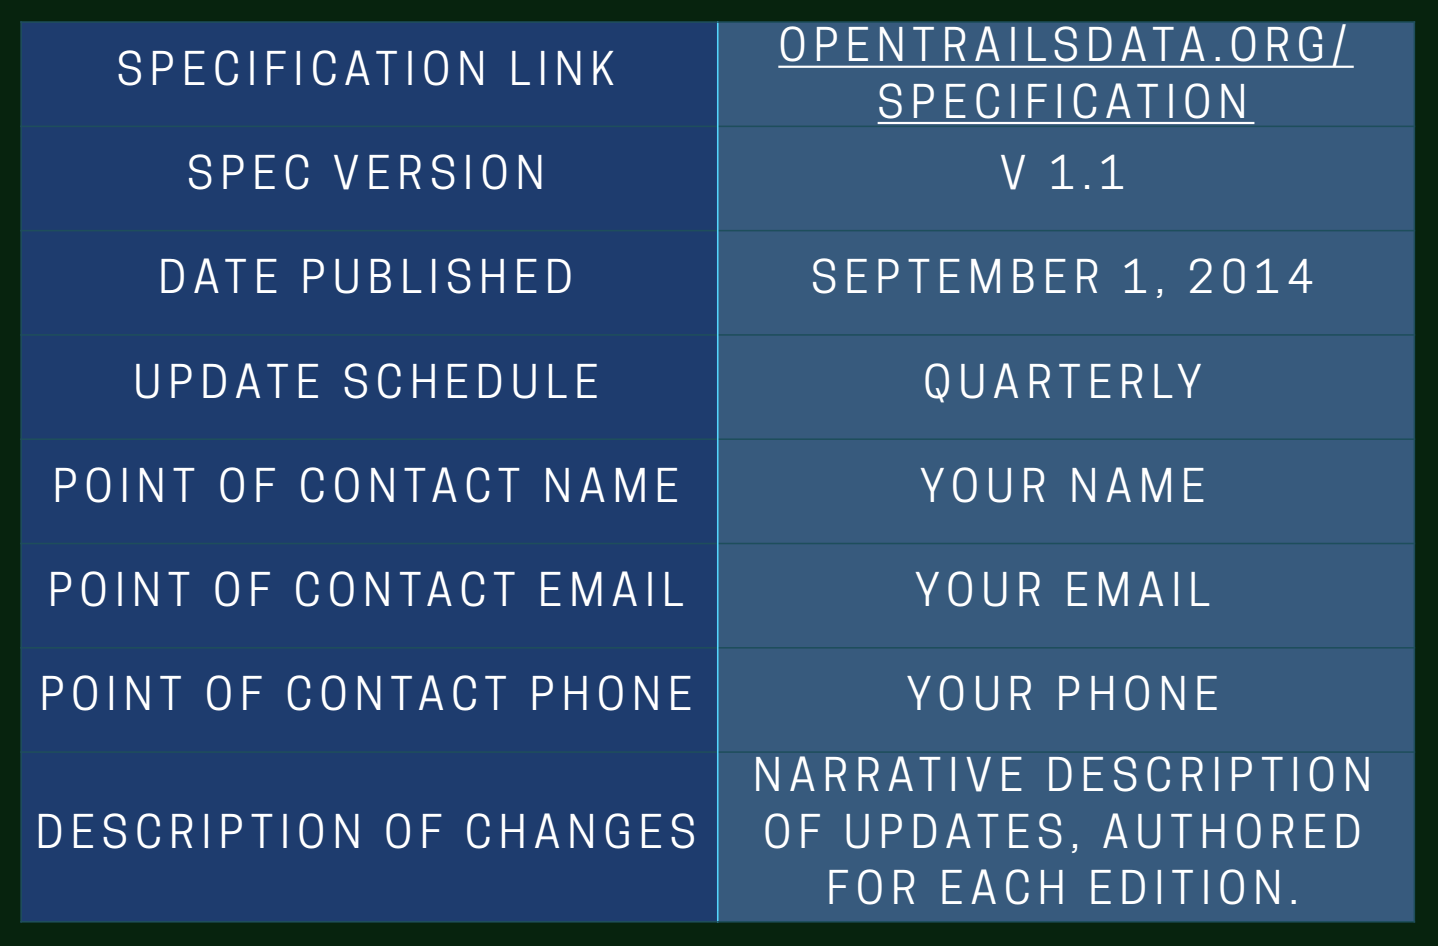 SPECIFICATION LINK
OPENTRAILSDATA.ORG/
SPECIFICATION
SPEC VERSION
V 1.1
DATE PUBLISHED
SEPTEMBER 1, 2014
UPDATE SCHEDULE
QUARTERLY
POINT OF CONTACT NAME
YOUR NAME
POINT OF CONTACT EMAIL
YOUR EMAIL
POINT OF CONTACT PHONE
YOUR PHONE
DESCRIPTION OF CHANGES
NARRATIVE DESCRIPTION
OF UPDATES, AUTHORED
FOR EACH EDITION.